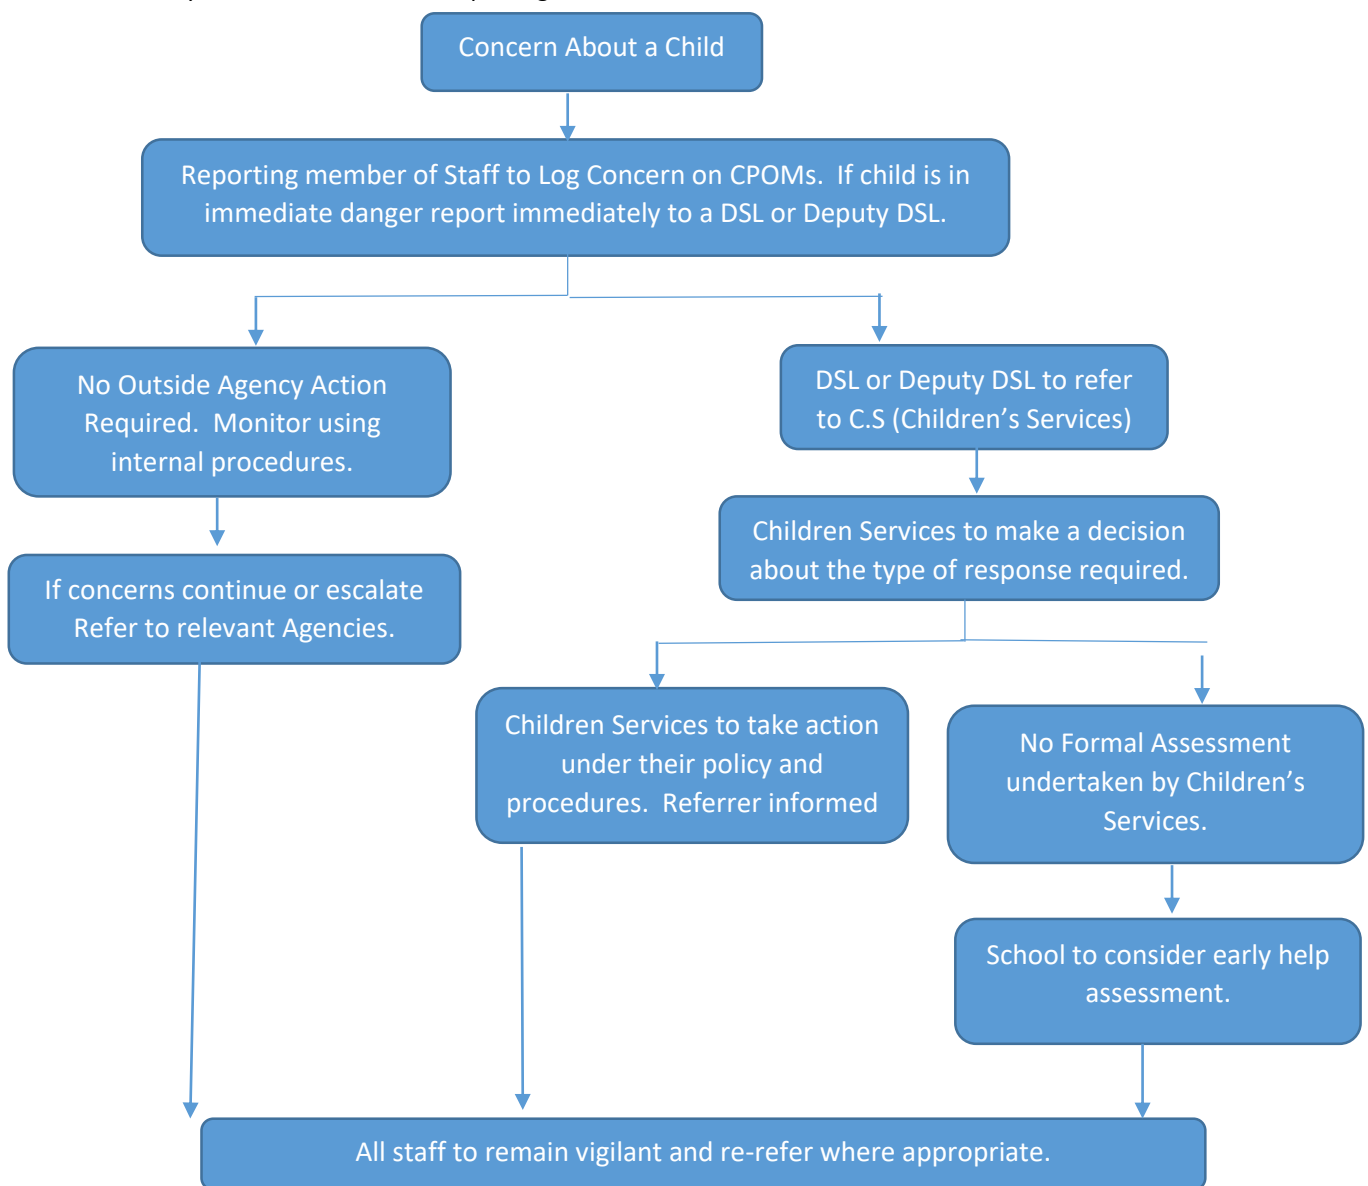 Concern About a Child
Reporting member of Staff to Log Concern on CPOMs.  If child is in
immediate danger report immediately to a DSL or Deputy DSL.
No Outside Agency Action
Required.  Monitor using
internal procedures.
DSL or Deputy DSL to refer
to C.S (Children’s Services)
Children Services to make a decision
about the type of response required.
If concerns continue or escalate
Refer to relevant Agencies.
Children Services to take action
under their policy and
procedures.  Referrer informed
No Formal Assessment
undertaken by Children’s
Services.
School to consider early help
assessment.
All staff to remain vigilant and re-refer where appropriate.